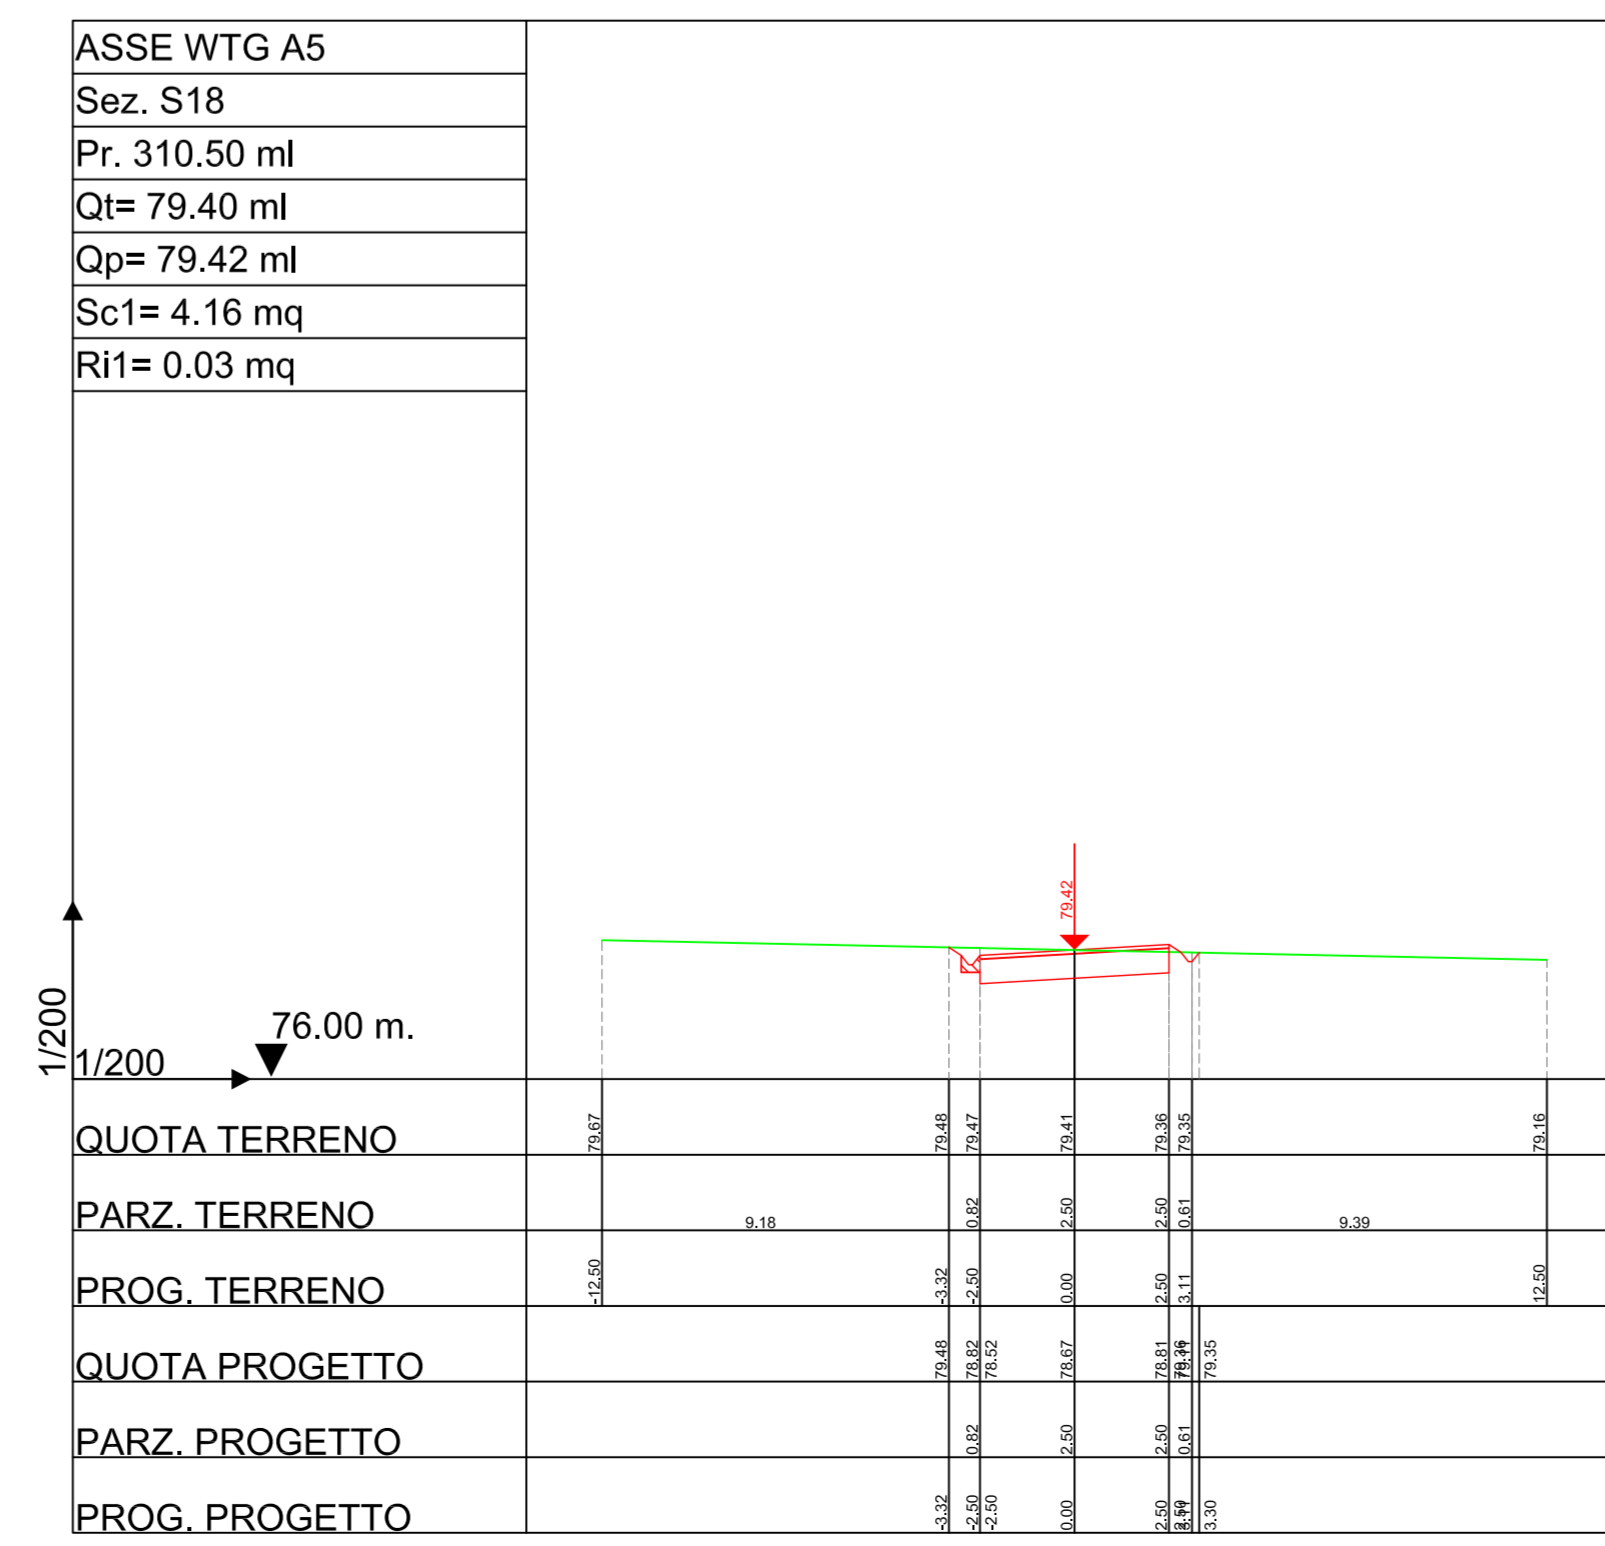 ASSE WTG A5
Sez. S18
Pr. 310.50 ml
Qt= 79.40 ml
Qp= 79.42 ml
Sc1= 4.16 mq
Ri1= 0.03 mq
79.42
1/200
76.00 m.
1/200
QUOTA TERRENO 79.67 79.48 79.47 79.41 79.36 79.35 79.16
PARZ. TERRENO 9.18 0.82 2.50 2.50 0.61 9.39
PROG. TERRENO -12.50 -3.32 -2.50 0.00 2.50 3.11 12.50
QUOTA PROGETTO 79.48 78.82 78.52 78.67 78.81 79.35
PARZ. PROGETTO 0.82 2.50 2.50 0.61
PROG. PROGETTO -3.32 -2.50 -2.50 0.00 2.50 3.30